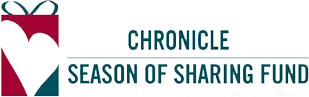 CHRONICLE
SEASON OF SHARING FUND